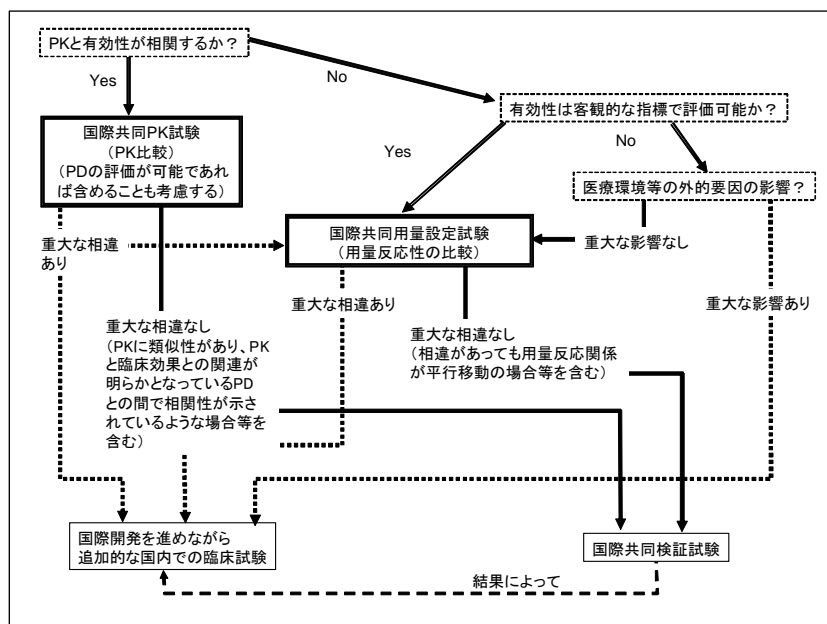 PKと有効性が相関するか？
Yes
No
有効性は客観的な指標で評価可能か？
国際共同PK試験
（PK比較）
（PDの評価が可能であれ
ば含めることも考慮する）
Yes
No
医療環境等の外的要因の影響？
重大な相違
あり
国際共同用量設定試験
（用量反応性の比較）
重大な影響なし
重大な相違あり
重大な影響あり
重大な相違なし
（PKに類似性があり、PK
と臨床効果との関連が
明らかとなっているPD
との間で相関性が示さ
れているような場合等を
含む）
重大な相違なし
（相違があっても用量反応関係
が平行移動の場合等を含む）
国際開発を進めながら
追加的な国内での臨床試験
国際共同検証試験
結果によって